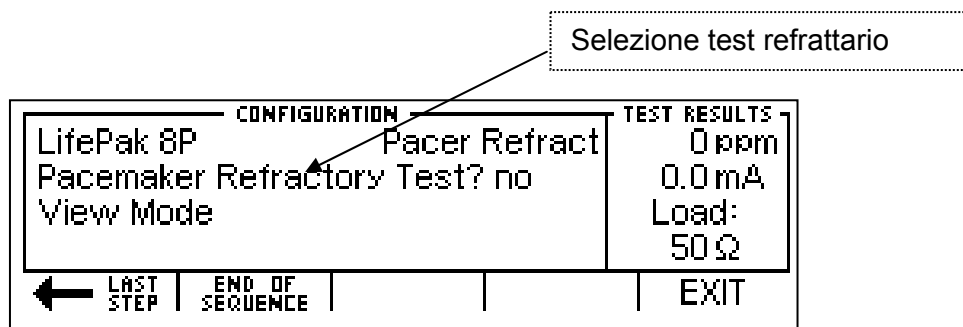 Selezione test refrattario
CONFIGURATION
TEST RESULTS
LifePak 8P Pacer Refract
0 ppm
Pacemaker Refractory Test? no
0.0 mA
View Mode
Load:
50 Ω
LAST STEP
END OF SEQUENCE
EXIT